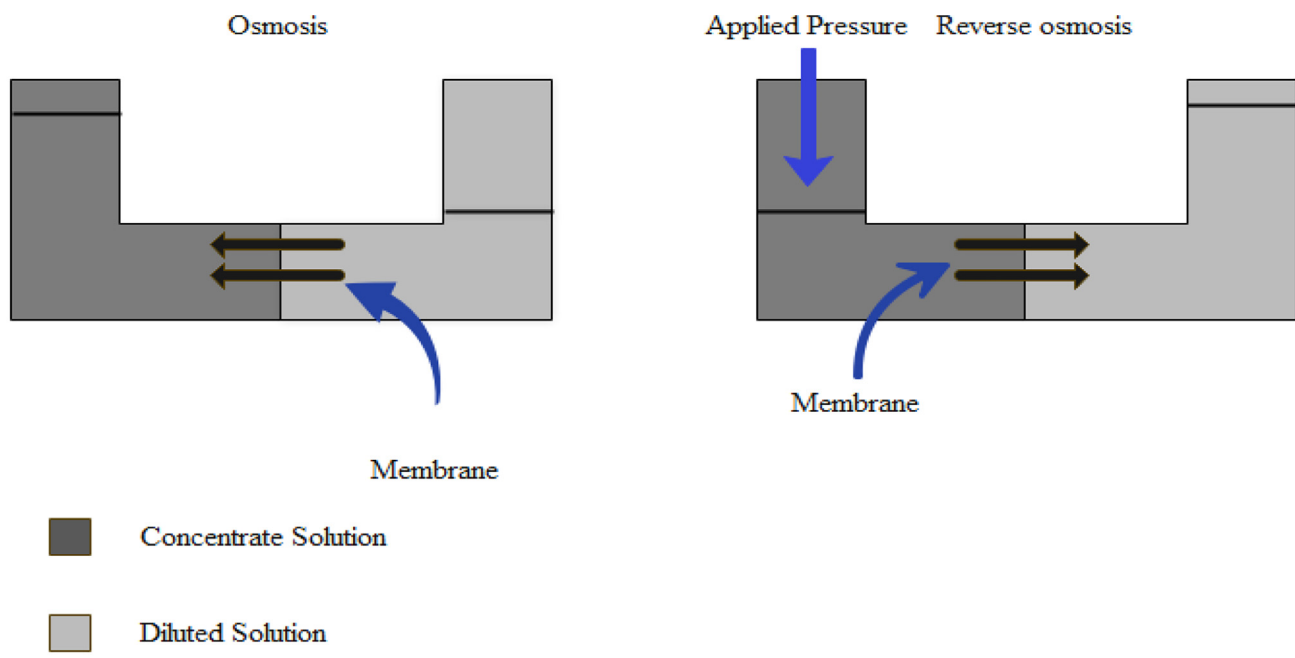 Osmosis
Applied Pressure
Reverse osmosis
Membrane
Membrane
Concentrate Solution
Diluted Solution